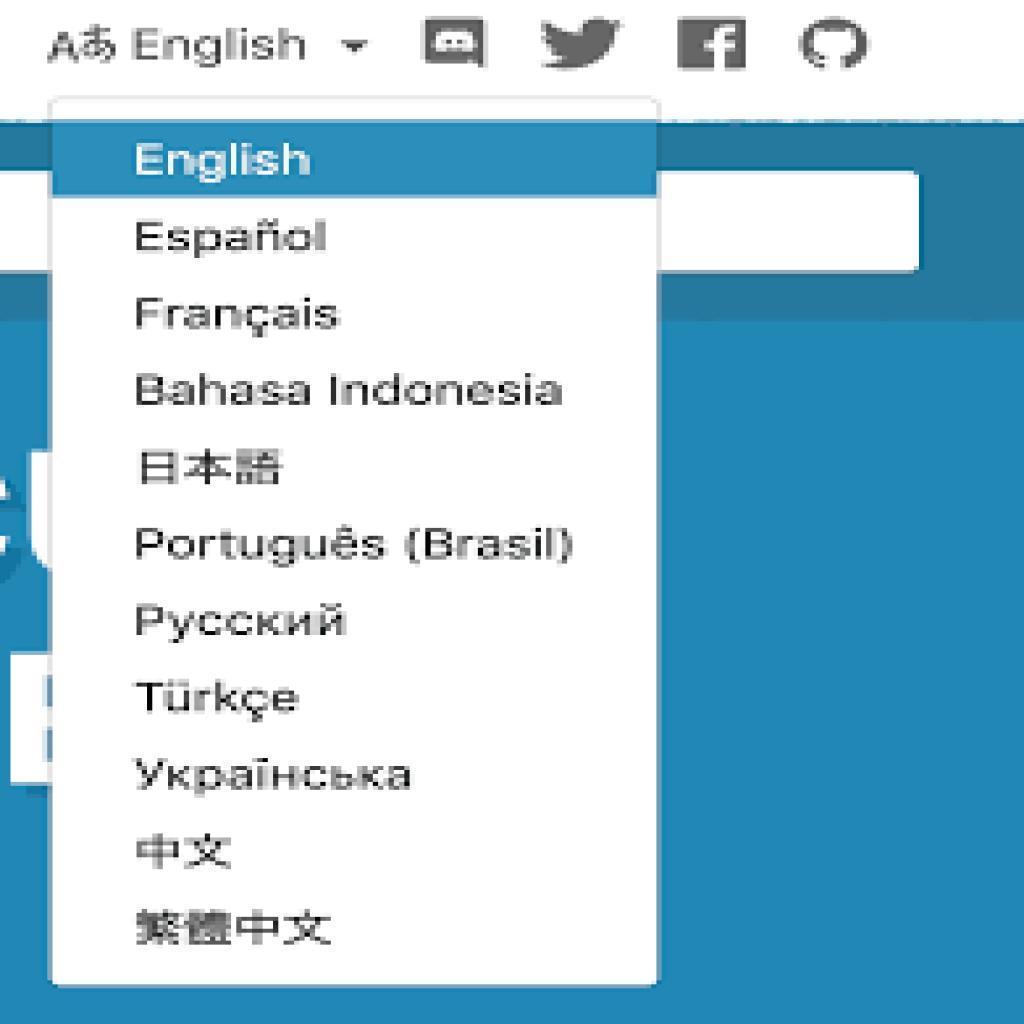 Aあ English
English
Español
Français
Bahasa Indonesia
日本語
Português (Brasil)
Русский
Türkçe
Українська
中文
繁體中文